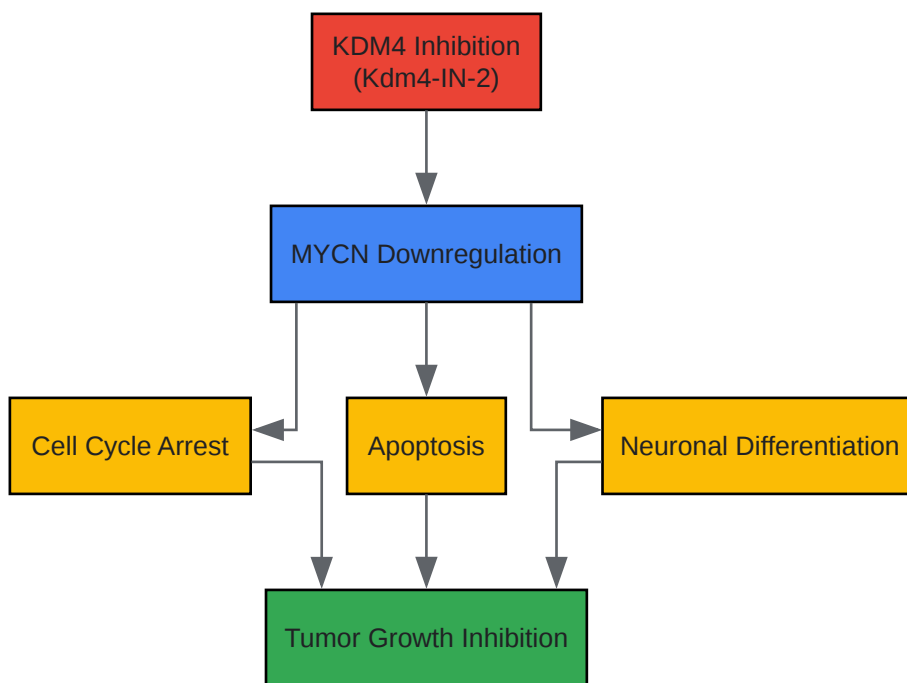 KDM4 Inhibition
(Kdm4-IN-2)
MYCN Downregulation
Cell Cycle Arrest
Apoptosis
Neuronal Differentiation
Tumor Growth Inhibition